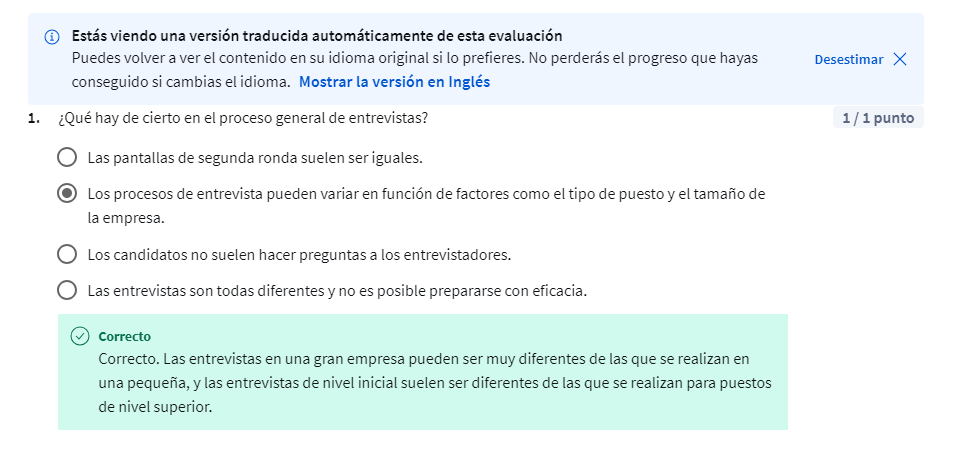 Estás viendo una versión traducida automáticamente de esta evaluación
Puedes volver a ver el contenido en su idioma original si lo prefieres. No perderás el progreso que hayas
conseguido si cambias el idioma. Mostrar la versión en Inglés
Desestimar
1. ¿Qué hay de cierto en el proceso general de entrevistas?
1 / 1 punto
Las pantallas de segunda ronda suelen ser iguales.
Los procesos de entrevista pueden variar en función de factores como el tipo de puesto y el tamaño de
la empresa.
Los candidatos no suelen hacer preguntas a los entrevistadores.
Las entrevistas son todas diferentes y no es posible prepararse con eficacia.
Correcto
Correcto. Las entrevistas en una gran empresa pueden ser muy diferentes de las que se realizan en
una pequeña, y las entrevistas de nivel inicial suelen ser diferentes de las que se realizan para puestos
de nivel superior.